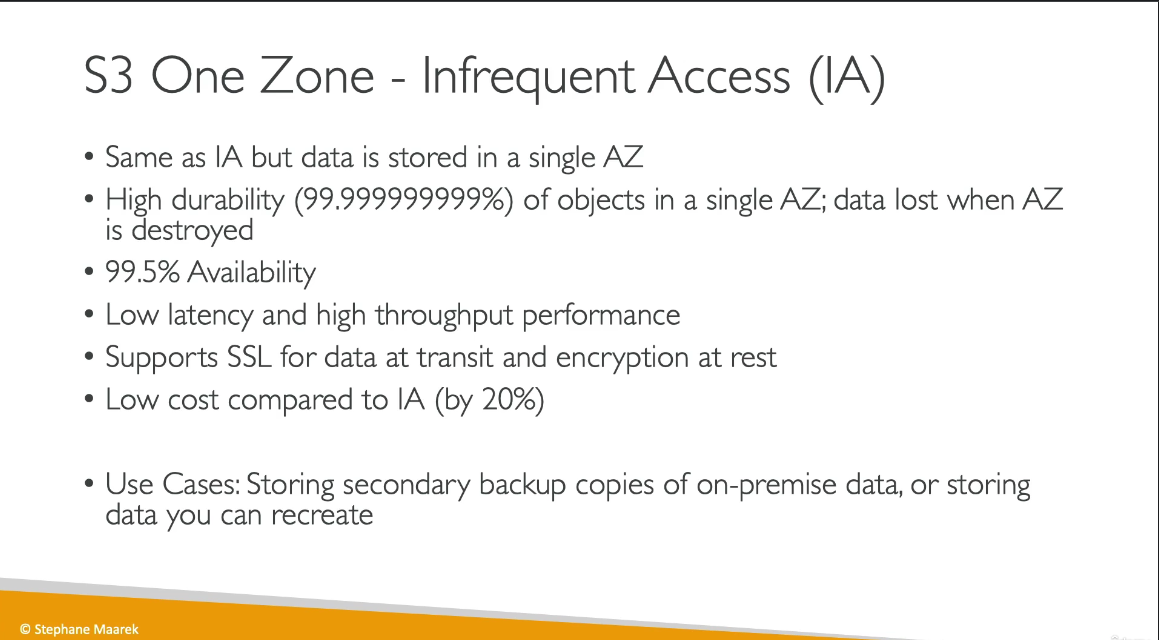 S3 One Zone - Infrequent Access (IA)
• Same as IA but data is stored in a single AZ
• High durability (99.999999999%) of objects in a single AZ; data lost when AZ
is destroyed
• 99.5% Availability
• Low latency and high throughput performance
• Supports SSL for data at transit and encryption at rest
• Low cost compared to IA (by 20%)
• Use Cases: Storing secondary backup copies of on-premise data, or storing
data you can recreate
© Stephane Maarek